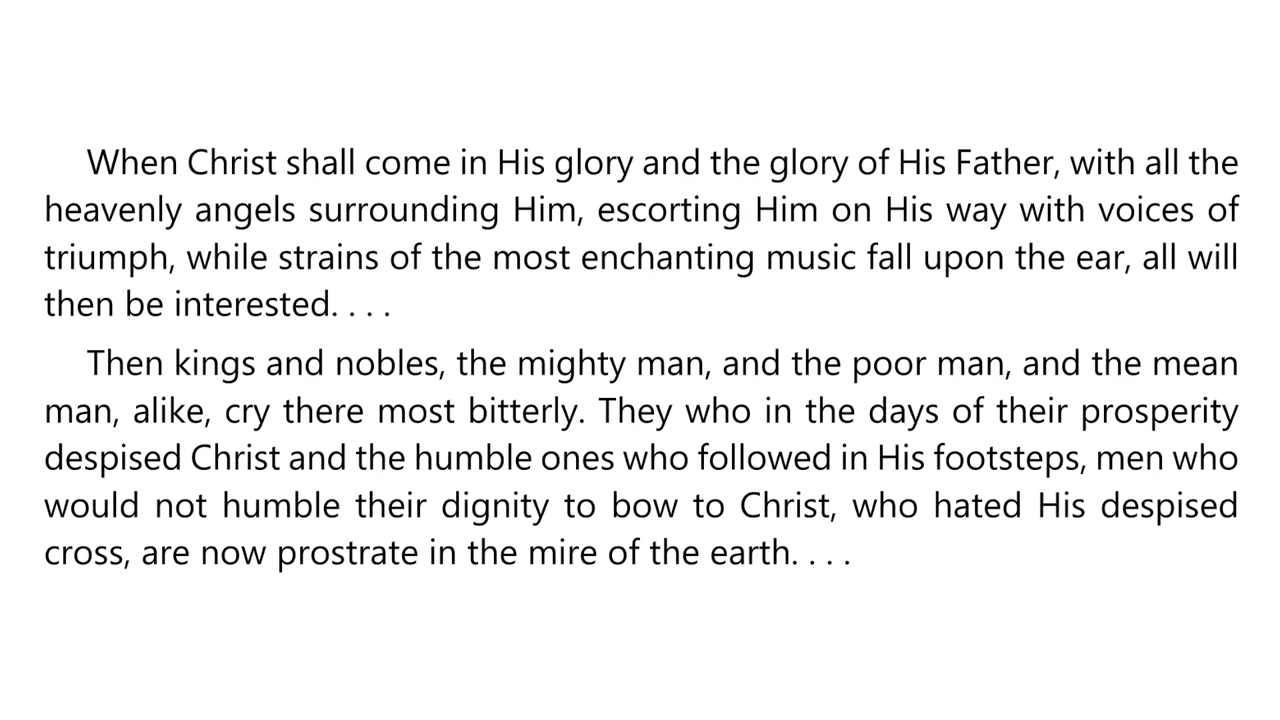 When Christ shall come in His glory and the glory of His Father, with all the
heavenly angels surrounding Him, escorting Him on His way with voices of
triumph, while strains of the most enchanting music fall upon the ear, all will
then be interested. . . .
Then kings and nobles, the mighty man, and the poor man, and the mean
man, alike, cry there most bitterly. They who in the days of their prosperity
despised Christ and the humble ones who followed in His footsteps, men who
would not humble their dignity to bow to Christ, who hated His despised
cross, are now prostrate in the mire of the earth. . . .